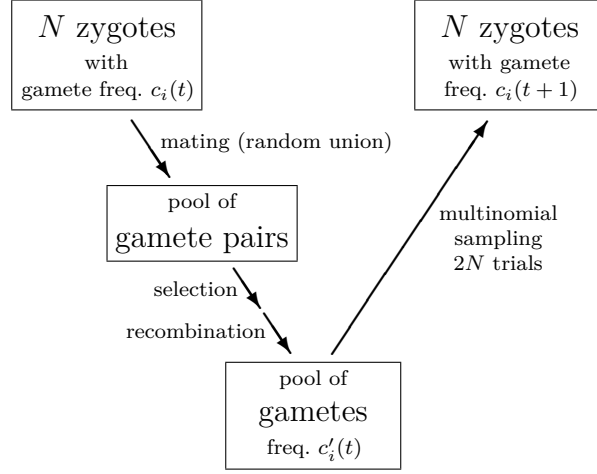 N zygotes
with
gamete freq. c_i(t)
N zygotes
with gamete
freq. c_i(t + 1)
mating (random union)
pool of
gamete pairs
multinomial
sampling
2N trials
selection
recombination
pool of
gametes
freq. c′_i(t)